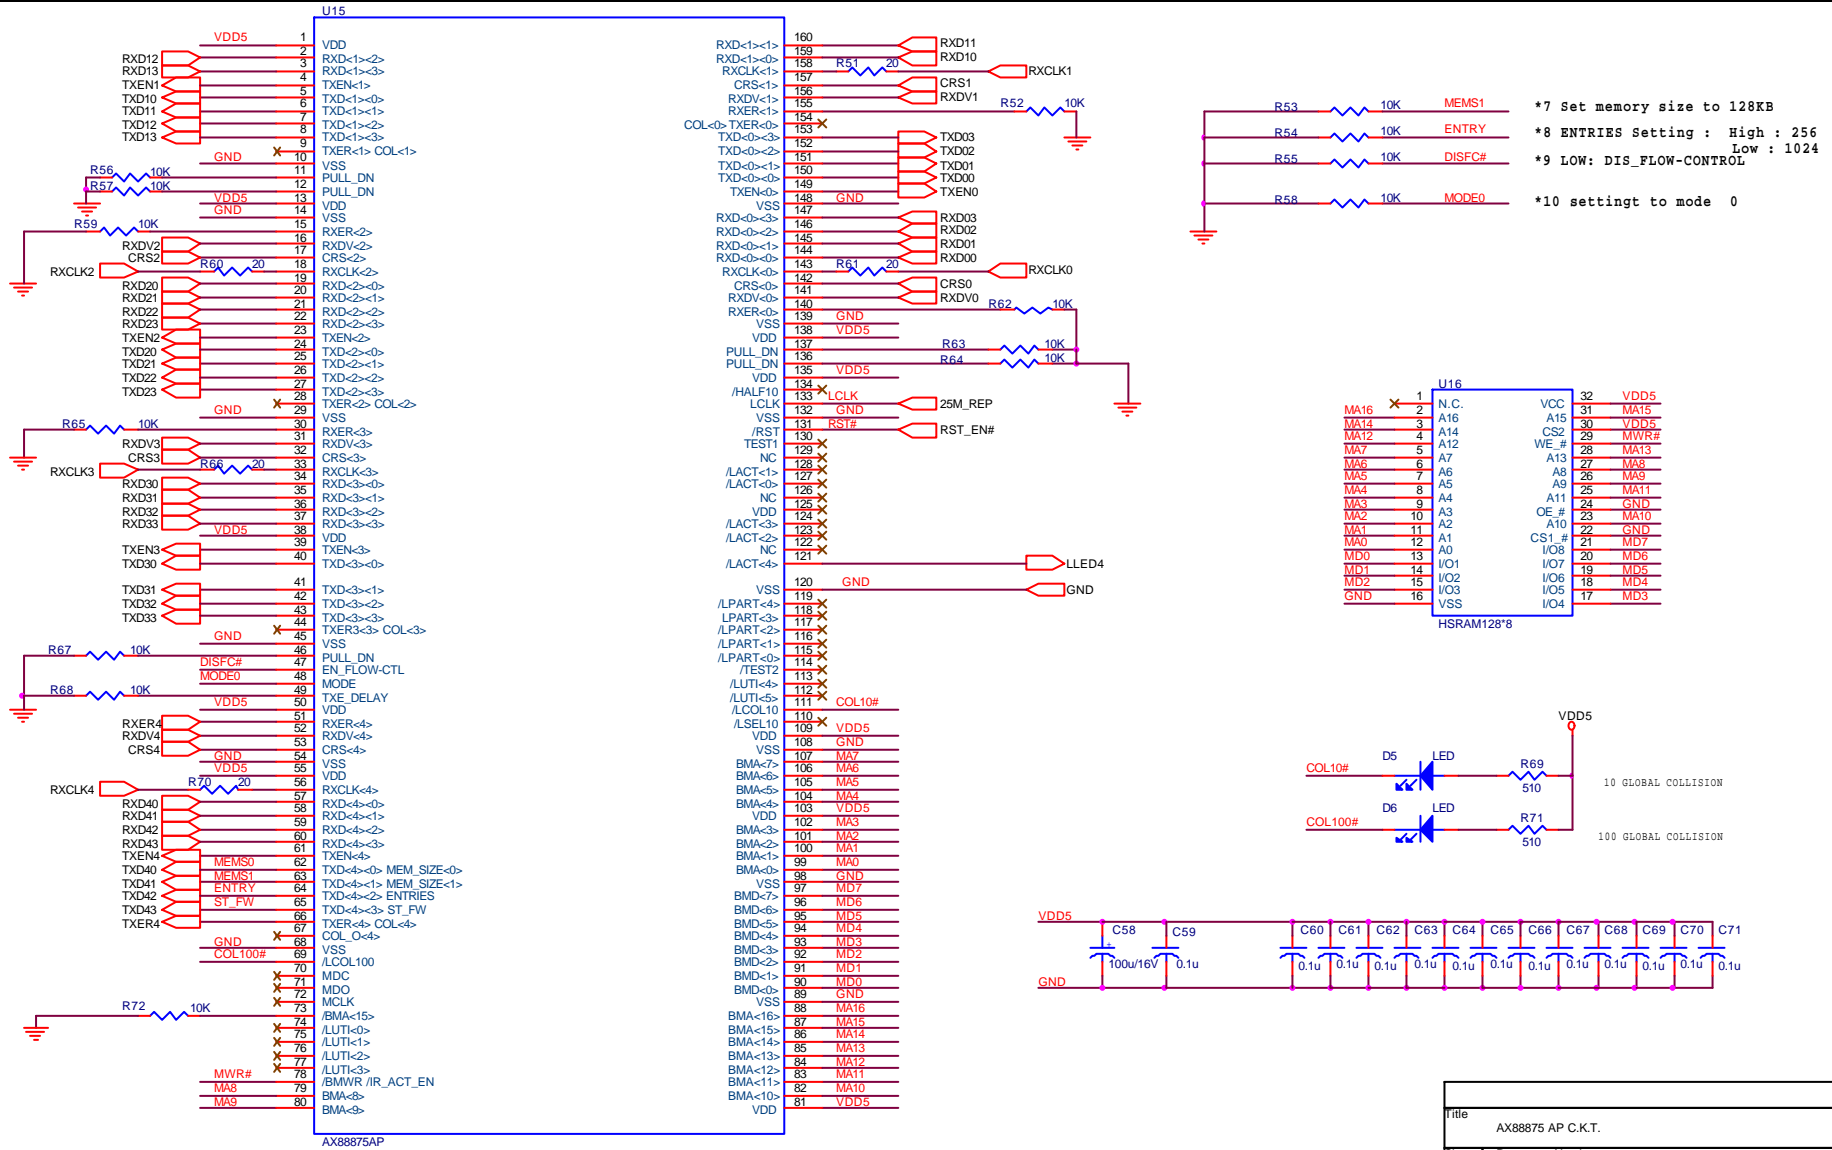 U15
VDD5 1 VDD
RXD12 2 RXD<1><2>
RXD13 3 RXD<1><3>
TXEN1 4 TXEN<1>
TXD10 5 TXD<1><0>
TXD11 6 TXD<1><1>
TXD12 7 TXD<1><2>
TXD13 8 TXD<1><3>
9 TXER<1> COL<1>
GND 10 VSS
R56 10K 11 PULL_DN
R57 10K 12 PULL_DN
VDD5 13 VDD
GND 14 VSS
R59 10K 15 RXER<2>
RXDV2 16 RXDV<2>
CRS2 17 CRS<2>
RXCLK2 R60 20 18 RXCLK<2>
RXD20 19 RXD<2><0>
RXD21 20 RXD<2><1>
RXD22 21 RXD<2><2>
RXD23 22 RXD<2><3>
TXEN2 23 TXEN<2>
TXD20 24 TXD<2><0>
TXD21 25 TXD<2><1>
TXD22 26 TXD<2><2>
TXD23 27 TXD<2><3>
28 TXER<2> COL<2>
GND 29 VSS
R65 10K 30 RXER<3>
RXDV3 31 RXDV<3>
CRS3 32 CRS<3>
RXCLK3 R66 20 33 RXCLK<3>
RXD30 34 RXD<3><0>
RXD31 35 RXD<3><1>
RXD32 36 RXD<3><2>
RXD33 37 RXD<3><3>
VDD5 38 VDD
TXEN3 39 TXEN<3>
TXD30 40 TXD<3><0>
TXD31 41 TXD<3><1>
TXD32 42 TXD<3><2>
TXD33 43 TXD<3><3>
44 TXER3<3> COL<3>
GND 45 VSS
R67 10K 46 PULL_DN
DISFC# 47 EN_FLOW-CTL
MODE0 48 MODE
R68 10K 49 TXE_DELAY
VDD5 50 VDD
RXER4 51 RXER<4>
RXDV4 52 RXDV<4>
CRS4 53 CRS<4>
GND 54 VSS
VDD5 55 VDD
RXCLK4 R70 20 56 RXCLK<4>
RXD40 57 RXD<4><0>
RXD41 58 RXD<4><1>
RXD42 59 RXD<4><2>
RXD43 60 RXD<4><3>
TXEN4 61 TXEN<4>
TXD40 MEMS0 62 TXD<4><0> MEM_SIZE<0>
TXD41 MEMS1 63 TXD<4><1> MEM_SIZE<1>
TXD42 ENTRY 64 TXD<4><2> ENTRIES
TXD43 ST_FW 65 TXD<4><3> ST_FW
TXER4 66 TXER<4> COL<4>
67 COL_O<4>
GND 68 VSS
COL100# 69 /LCOL100
70 MDC
71 MDO
72 MCLK
R72 10K 73 /BMA<15>
74 /LUTI<0>
75 /LUTI<1>
76 /LUTI<2>
77 /LUTI<3>
MWR# 78 /BMWR /IR_ACT_EN
MA8 79 BMA<8>
MA9 80 BMA<9>
AX88875AP
RXD<1><1> 160 RXD11
RXD<1><0> 159 RXD10
RXCLK<1> 158 R51 20 RXCLK1
CRS<1> 157 CRS1
RXDV<1> 156 RXDV1
RXER<1> 155 R52 10K
COL<0> TXER<0> 154
TXD<0><3> 153 TXD03
TXD<0><2> 152 TXD02
TXD<0><1> 151 TXD01
TXD<0><0> 150 TXD00
TXEN<0> 149 TXEN0
VSS 148 GND
RXD<0><3> 147 RXD03
RXD<0><2> 146 RXD02
RXD<0><1> 145 RXD01
RXD<0><0> 144 RXD00
RXCLK<0> 143 R61 20 RXCLK0
CRS<0> 142 CRS0
RXDV<0> 141 RXDV0
RXER<0> 140 R62 10K
VSS 139 GND
VDD 138 VDD5
PULL_DN 137 R63 10K
PULL_DN 136 R64 10K
VDD 135 VDD5
/HALF10 134
LCLK 133 LCLK 25M_REP
VSS 132 GND
/RST 131 RST# RST_EN#
TEST1 130
NC 129
/LACT<1> 128
/LACT<0> 127
NC 126
VDD 125
/LACT<3> 124
/LACT<2> 123
NC 122
/LACT<4> 121 LLED4
VSS 120 GND GND
/LPART<4> 119
LPART<3> 118
/LPART<2> 117
/LPART<1> 116
/LPART<0> 115
/TEST2 114
/LUTI<4> 113
/LUTI<5> 112
/LCOL10 111 COL10#
/LSEL10 110
VDD 109 VDD5
VSS 108 GND
BMA<7> 107 MA7
BMA<6> 106 MA6
BMA<5> 105 MA5
BMA<4> 104 MA4
VDD 103 VDD5
BMA<3> 102 MA3
BMA<2> 101 MA2
BMA<1> 100 MA1
BMA<0> 99 MA0
VSS 98 GND
BMD<7> 97 MD7
BMD<6> 96 MD6
BMD<5> 95 MD5
BMD<4> 94 MD4
BMD<3> 93 MD3
BMD<2> 92 MD2
BMD<1> 91 MD1
BMD<0> 90 MD0
VSS 89 GND
BMA<16> 88 MA16
BMA<15> 87 MA15
BMA<14> 86 MA14
BMA<13> 85 MA13
BMA<12> 84 MA12
BMA<11> 83 MA11
BMA<10> 82 MA10
VDD 81 VDD5
R53 10K MEMS1 *7 Set memory size to 128KB
R54 10K ENTRY *8 ENTRIES Setting : High : 256
Low : 1024
R55 10K DISFC# *9 LOW: DIS_FLOW-CONTROL
R58 10K MODE0 *10 settingt to mode 0
U16
1 N.C. VCC 32 VDD5
MA16 2 A16 A15 31 MA15
MA14 3 A14 CS2 30 VDD5
MA12 4 A12 WE_# 29 MWR#
MA7 5 A7 A13 28 MA13
MA6 6 A6 A8 27 MA8
MA5 7 A5 A9 26 MA9
MA4 8 A4 A11 25 MA11
MA3 9 A3 OE_# 24 GND
MA2 10 A2 A10 23 MA10
MA1 11 A1 CS1_# 22 GND
MA0 12 A0 I/O8 21 MD7
MD0 13 I/O1 I/O7 20 MD6
MD1 14 I/O2 I/O6 19 MD5
MD2 15 I/O3 I/O5 18 MD4
GND 16 VSS I/O4 17 MD3
HSRAM128*8
VDD5
COL10# D5 LED R69 510 10 GLOBAL COLLISION
COL100# D6 LED R71 510 100 GLOBAL COLLISION
VDD5
C58 C59 C60 C61 C62 C63 C64 C65 C66 C67 C68 C69 C70 C71
+
100u/16V 0.1u 0.1u 0.1u 0.1u 0.1u 0.1u 0.1u 0.1u 0.1u 0.1u 0.1u 0.1u 0.1u
GND
Title
AX88875 AP C.K.T.